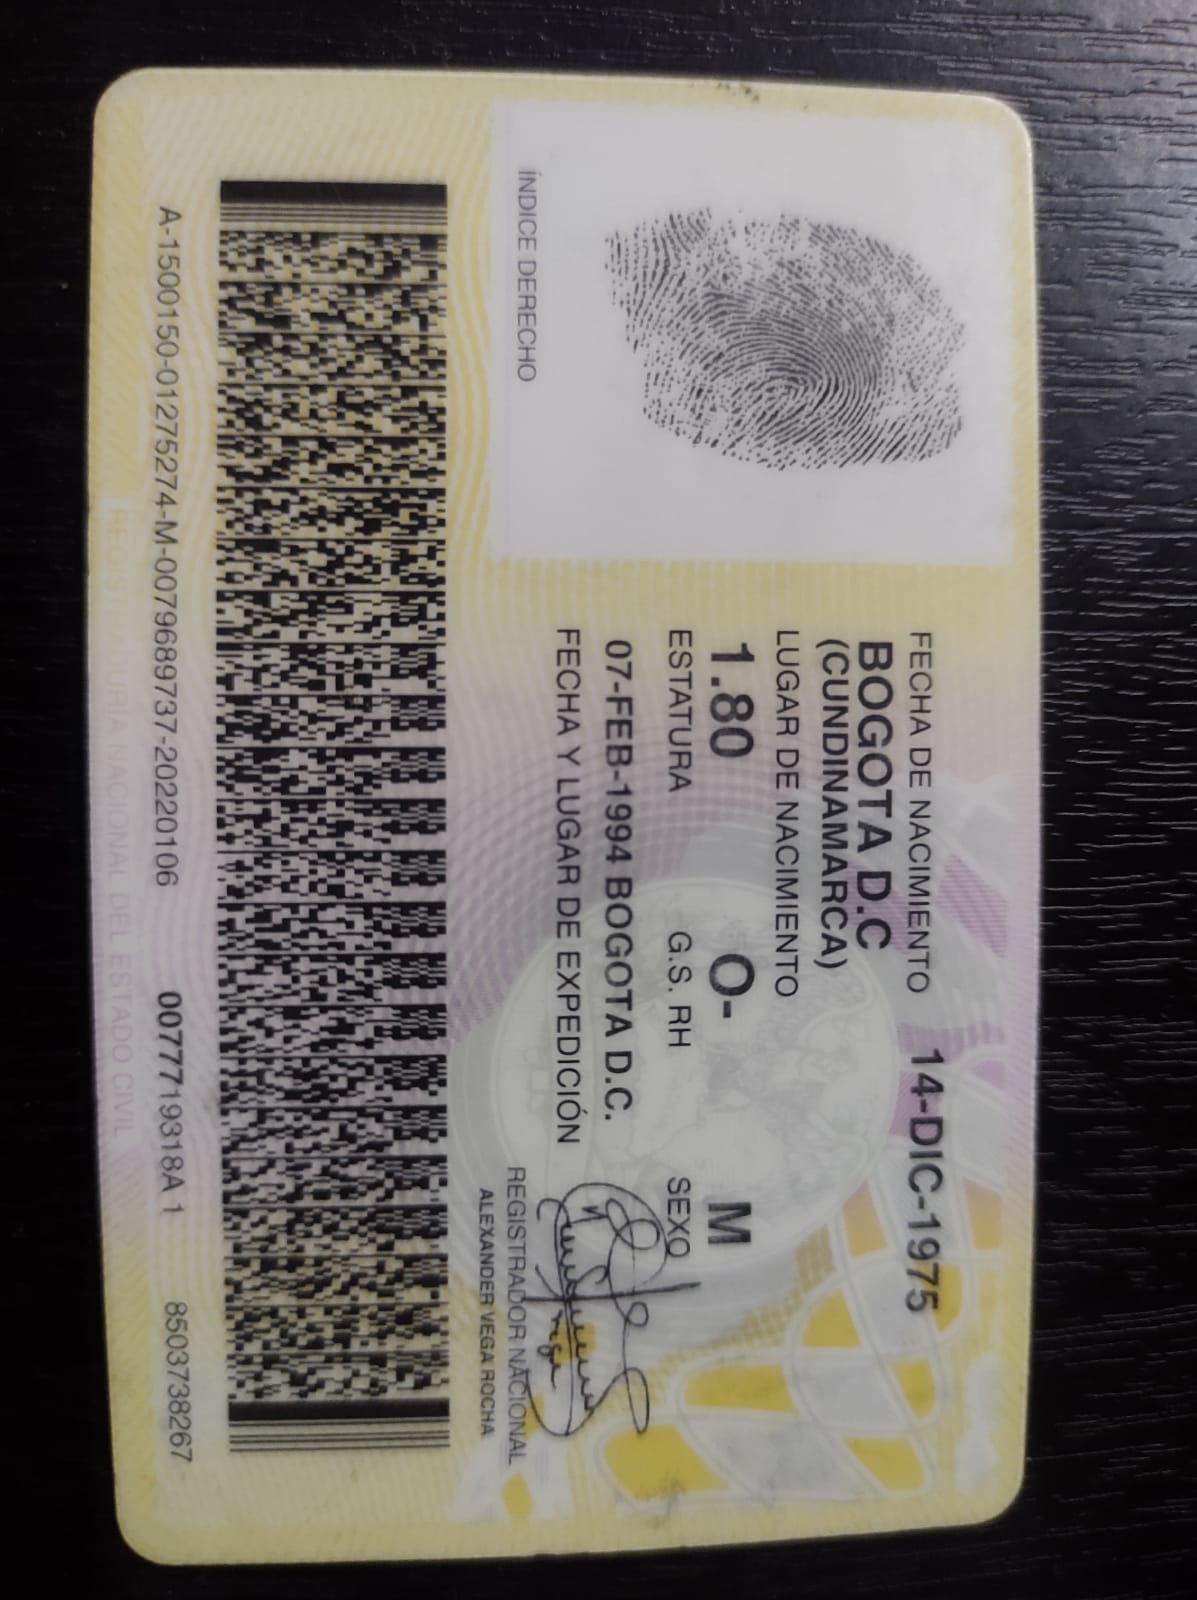 FECHA DE NACIMIENTO 14-DIC-1975
BOGOTA D.C
(CUNDINAMARCA)
LUGAR DE NACIMIENTO
1.80 O- M
ESTATURA G.S. RH SEXO
07-FEB-1994 BOGOTA D.C.
FECHA Y LUGAR DE EXPEDICIÓN
ÍNDICE DERECHO
REGISTRADOR NACIONAL
ALEXANDER VEGA ROCHA
A-1500150-01275274-M-0079689737-20220106 0077719318A 1 8503738267
REGISTRADURÍA NACIONAL DEL ESTADO CIVIL